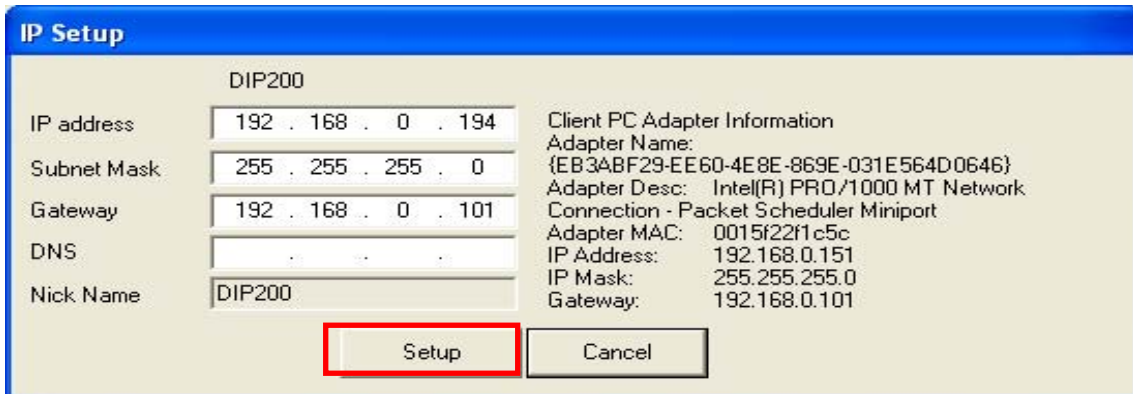 IP Setup
DIP200
IP address 192 . 168 . 0 . 194
Subnet Mask 255 . 255 . 255 . 0
Gateway 192 . 168 . 0 . 101
DNS . . .
Nick Name DIP200
Client PC Adapter Information
Adapter Name:
{EB3ABF29-EE60-4E8E-869E-031E564D0646}
Adapter Desc: Intel(R) PRO/1000 MT Network
Connection - Packet Scheduler Miniport
Adapter MAC: 0015f22f1c5c
IP Address: 192.168.0.151
IP Mask: 255.255.255.0
Gateway: 192.168.0.101
Setup Cancel